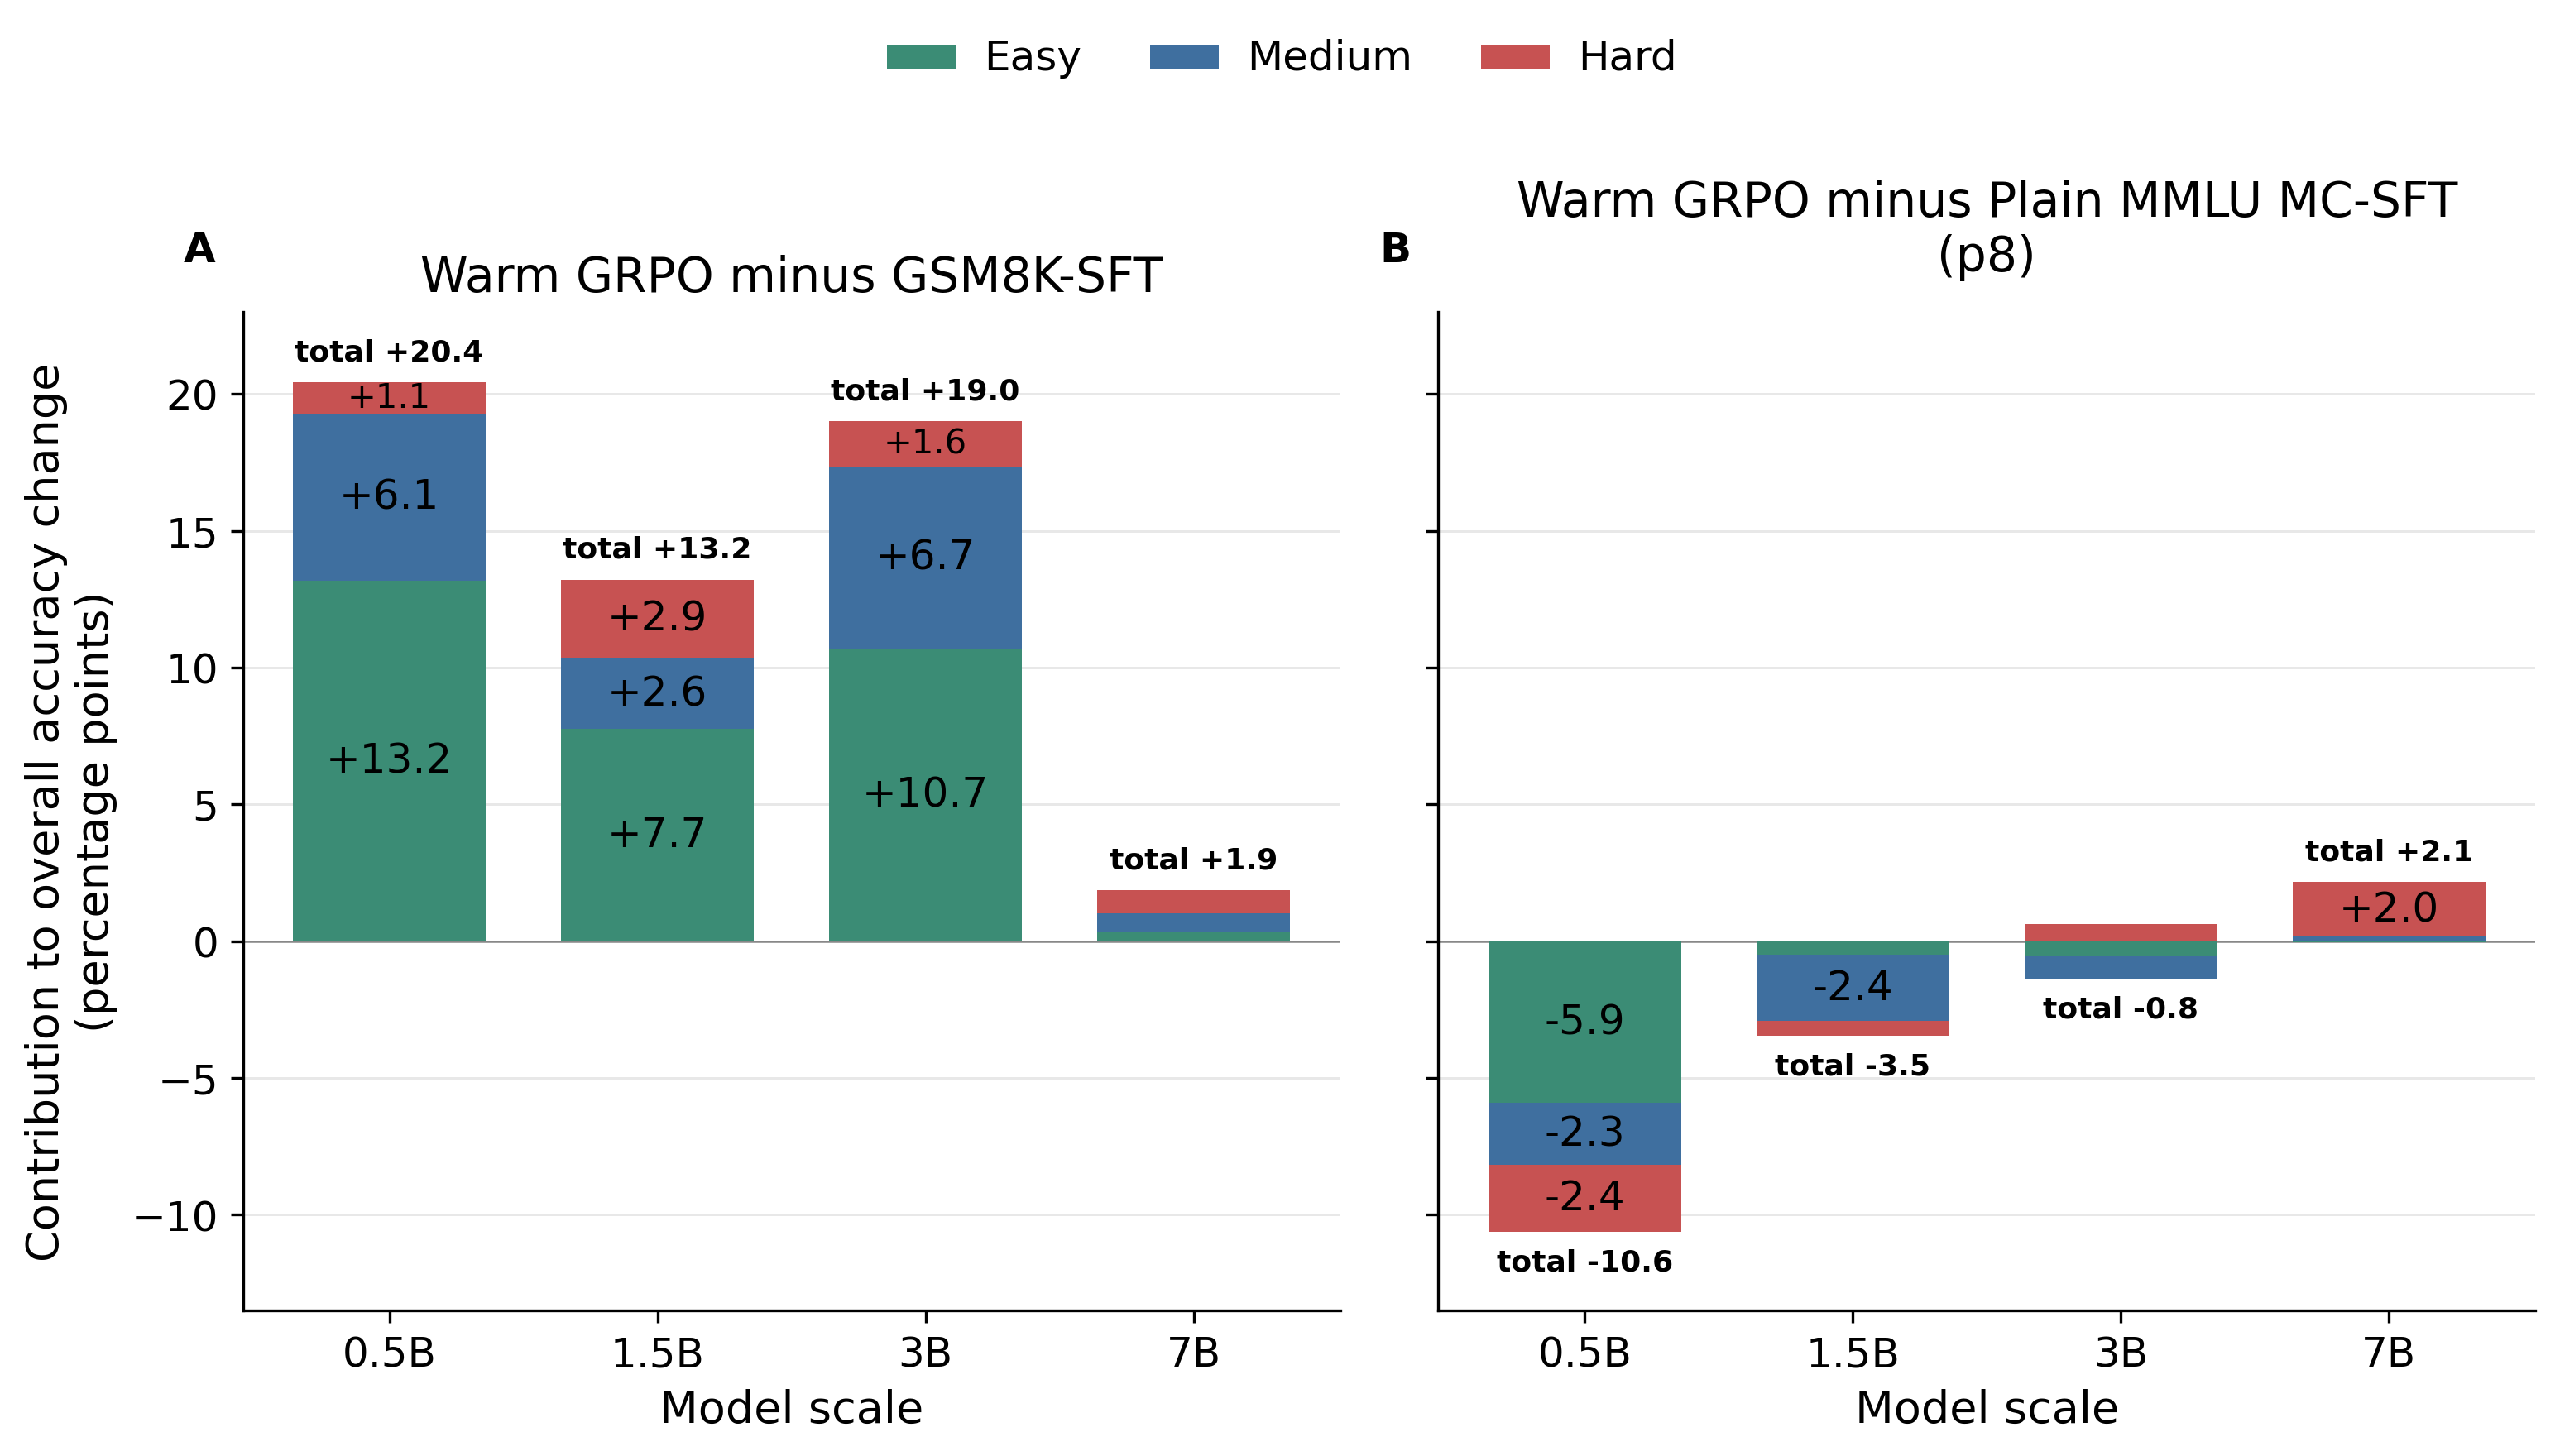 Easy Medium Hard
A
Warm GRPO minus GSM8K-SFT
Contribution to overall accuracy change
(percentage points)
20
15
10
5
0
−5
−10
total +20.4
+1.1
+6.1
+13.2
total +13.2
+2.9
+2.6
+7.7
total +19.0
+1.6
+6.7
+10.7
total +1.9
0.5B 1.5B 3B 7B
Model scale
B
Warm GRPO minus Plain MMLU MC-SFT
(p8)
-5.9
-2.3
-2.4
total -10.6
-2.4
total -3.5
total -0.8
total +2.1
+2.0
0.5B 1.5B 3B 7B
Model scale